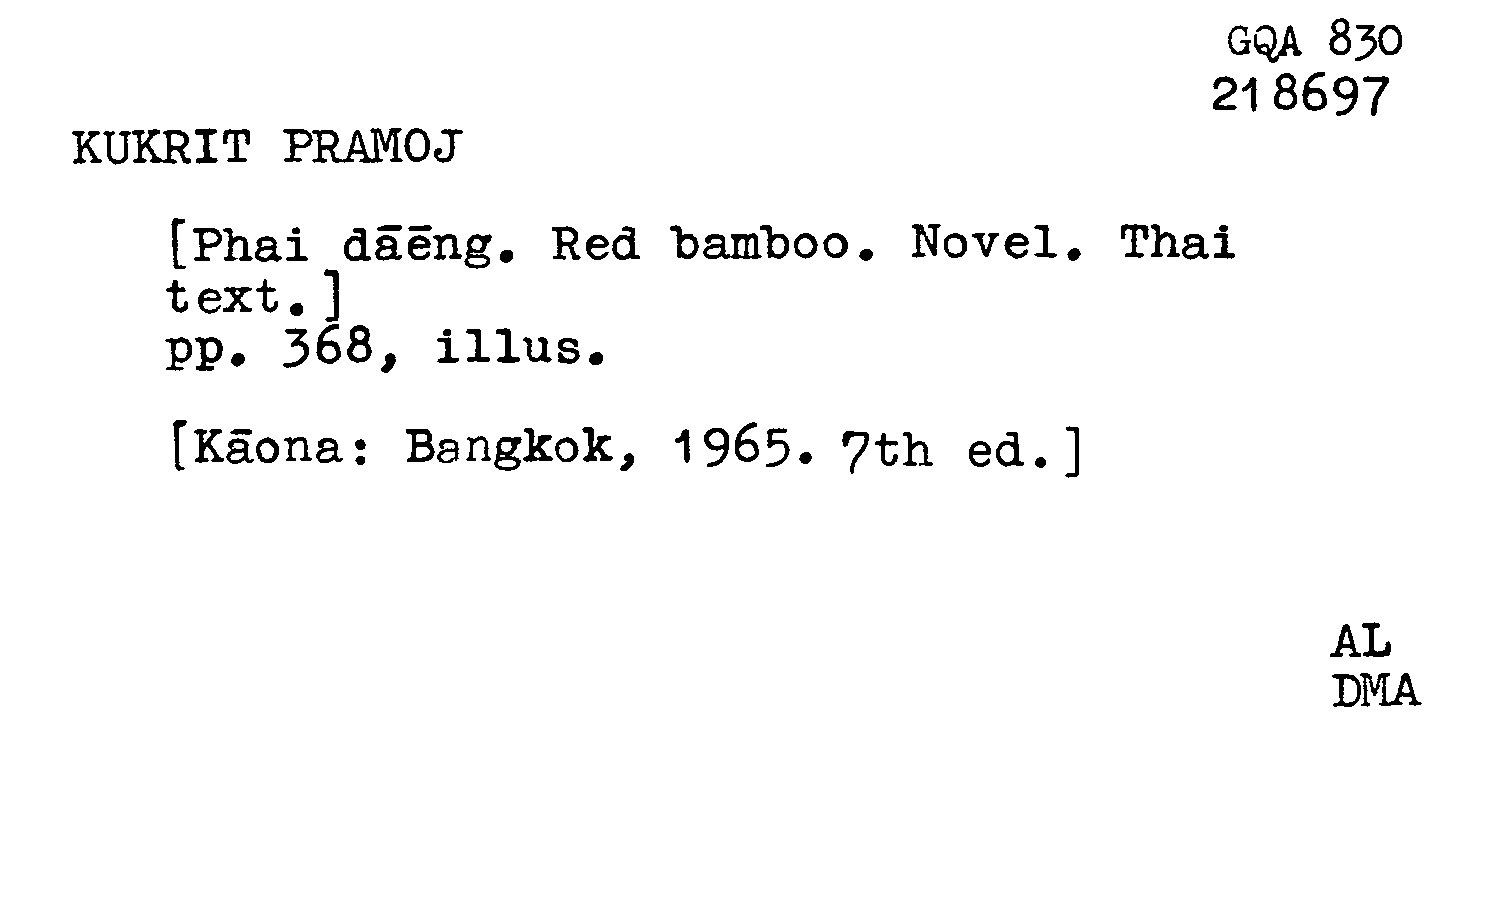 GQA 830
218697
KUKRIT PRAMOJ
[Phai dāēng. Red bamboo. Novel. Thai
text.]
pp. 368, illus.
[Kāona: Bangkok, 1965. 7th ed.]
AL
DMA